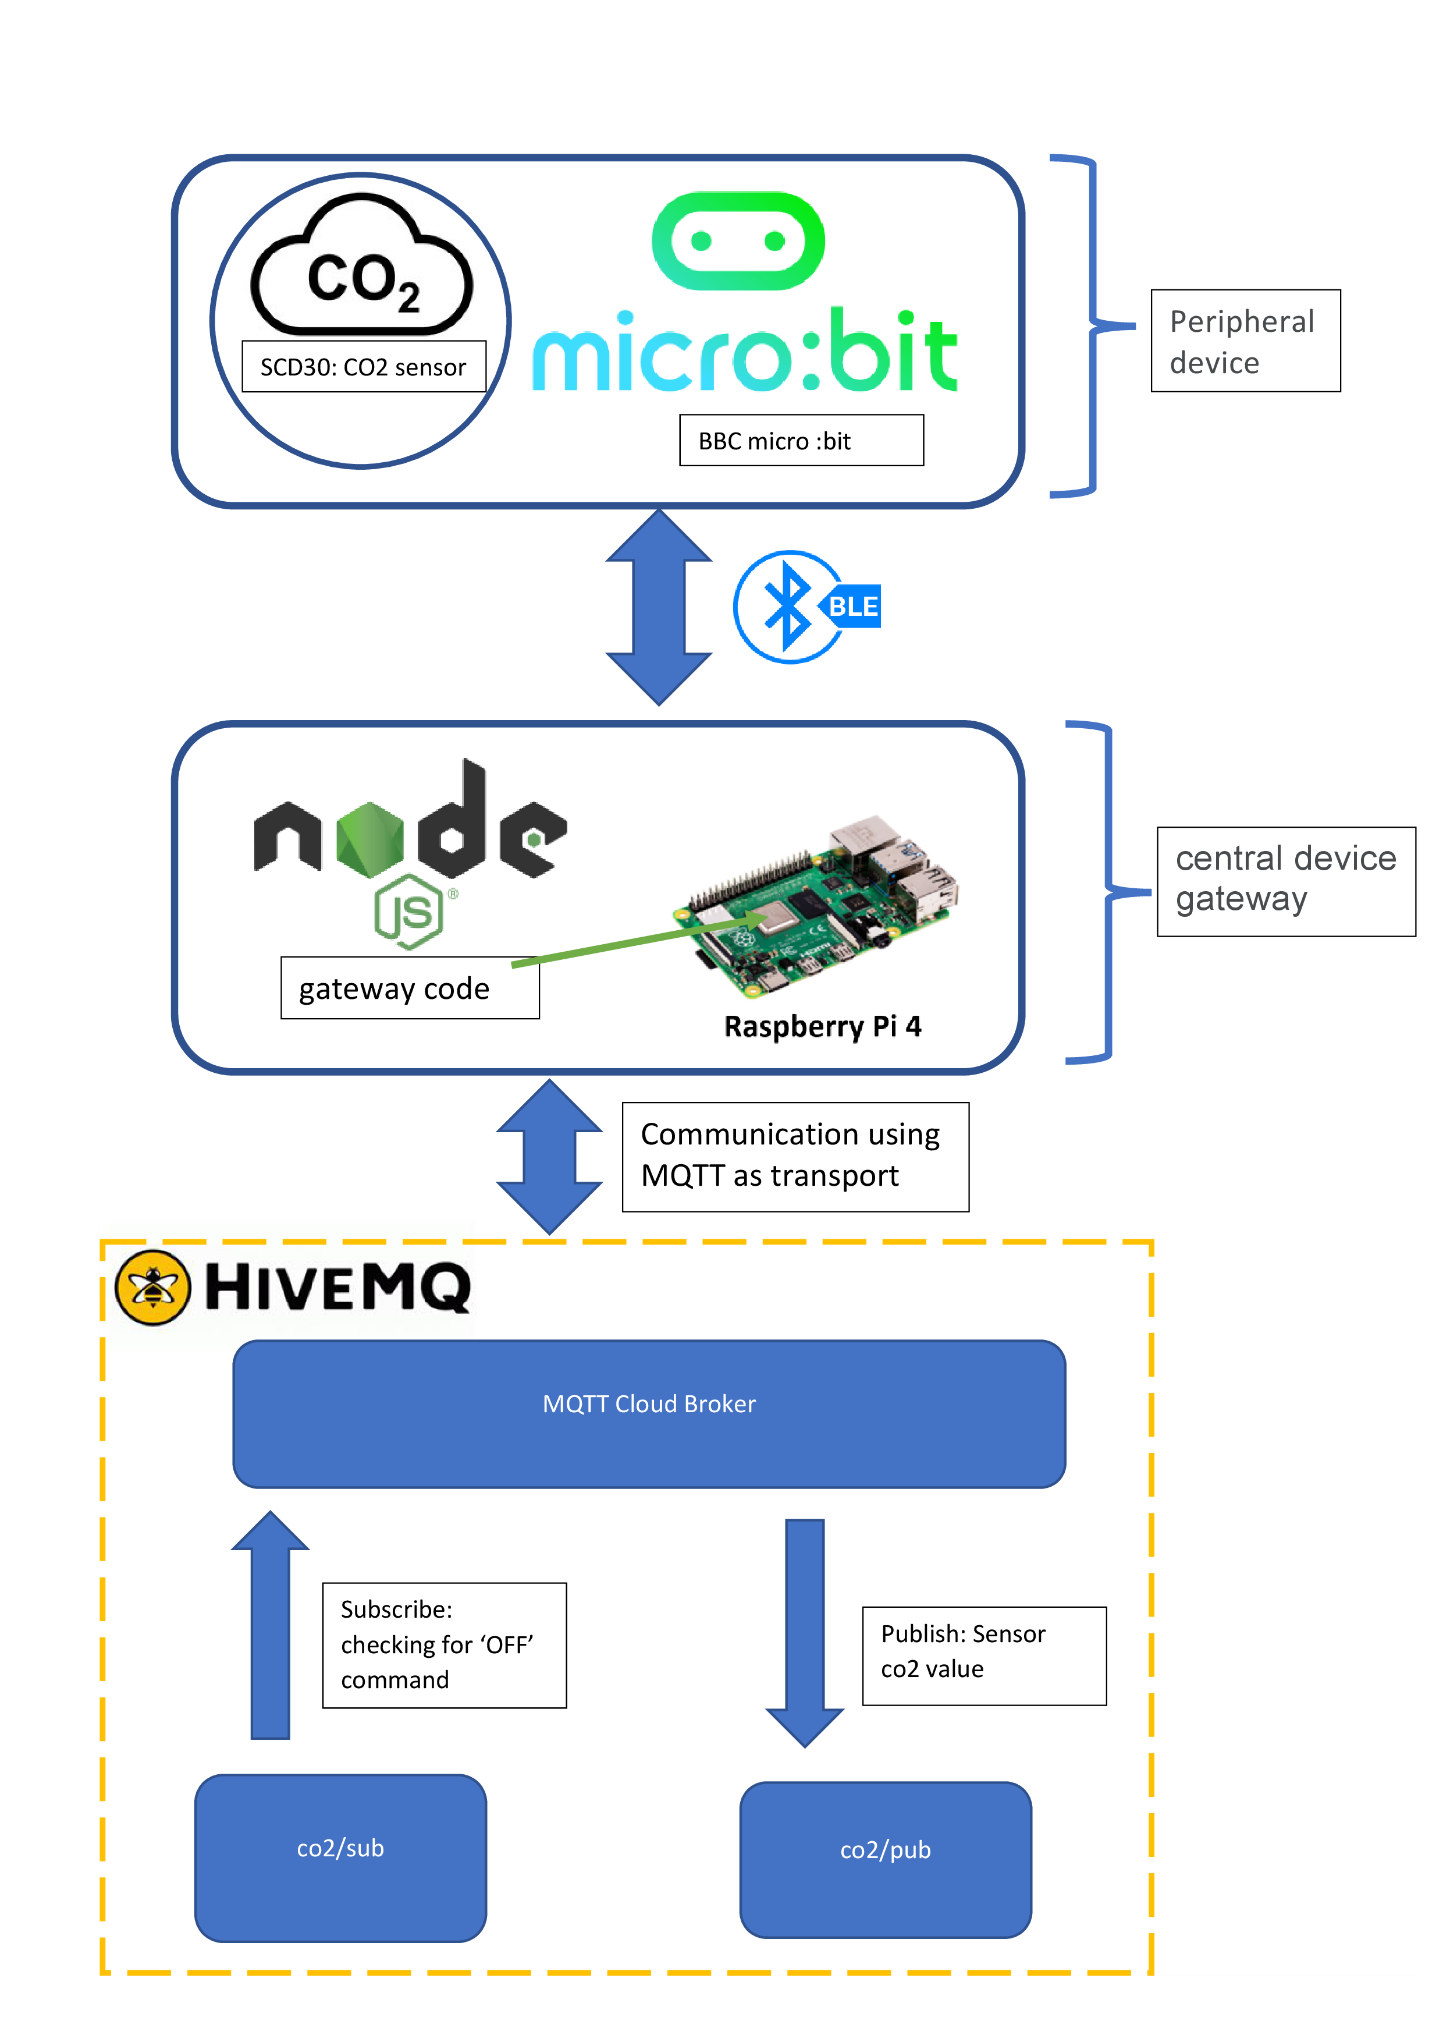 CO2
SCD30: CO2 sensor
micro:bit
BBC micro :bit
Peripheral
device
BLE
node
JS®
gateway code
Raspberry Pi 4
central device
gateway
Communication using
MQTT as transport
HIVEMQ
MQTT Cloud Broker
Subscribe:
checking for ‘OFF’
command
Publish: Sensor
co2 value
co2/sub
co2/pub